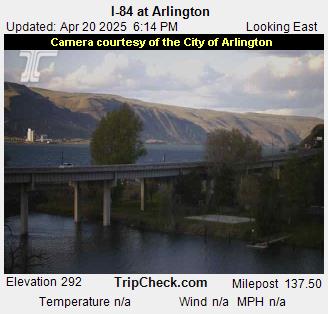 I-84 at Arlington
Updated: Apr 20 2025 6:14 PM Looking East
Camera courtesy of the City of Arlington
Elevation 292 TripCheck.com Milepost 137.50
Temperature n/a Wind n/a MPH n/a